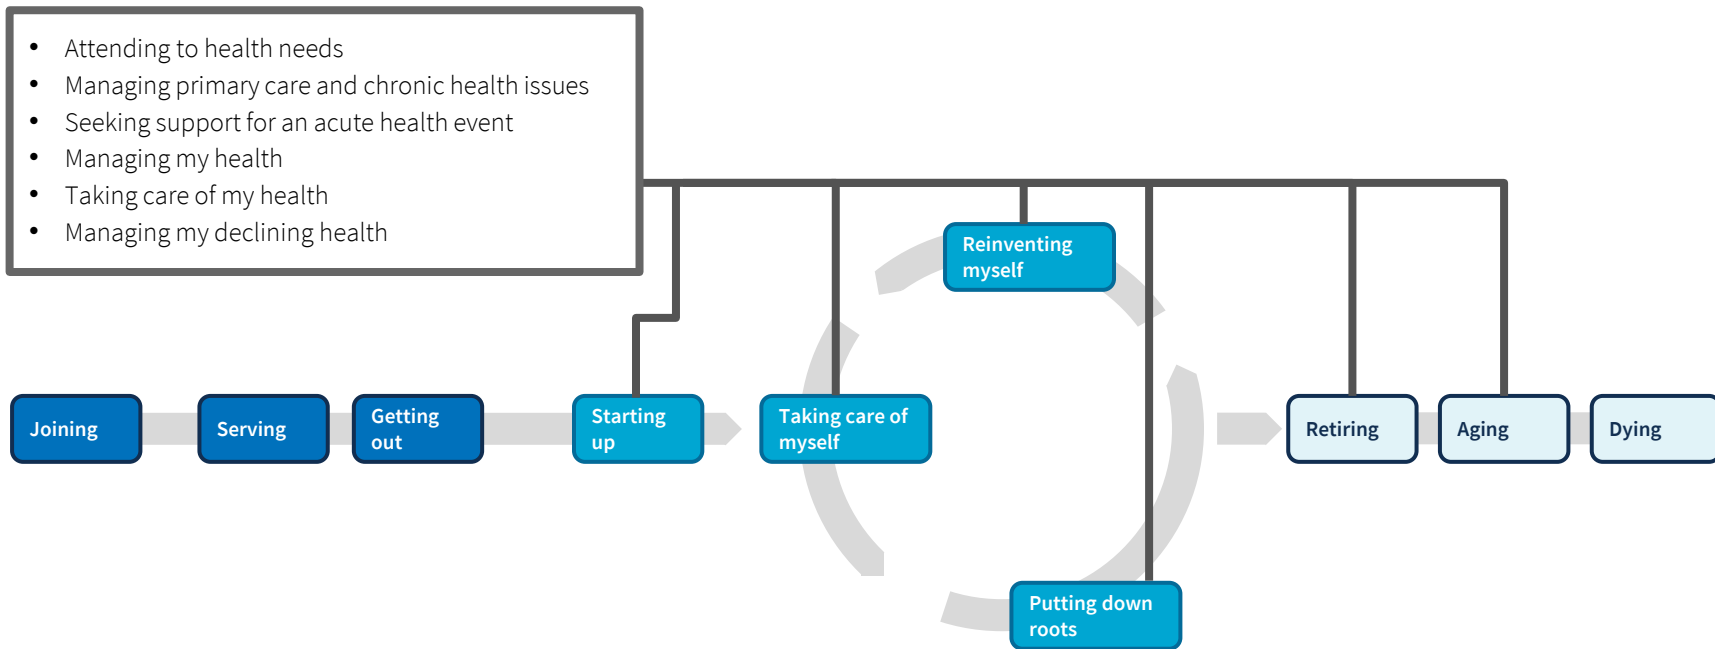 • Attending to health needs
• Managing primary care and chronic health issues
• Seeking support for an acute health event
• Managing my health
• Taking care of my health
• Managing my declining health
Reinventing
myself
Joining
Serving
Getting
out
Starting
up
Taking care of
myself
Retiring
Aging
Dying
Putting down
roots